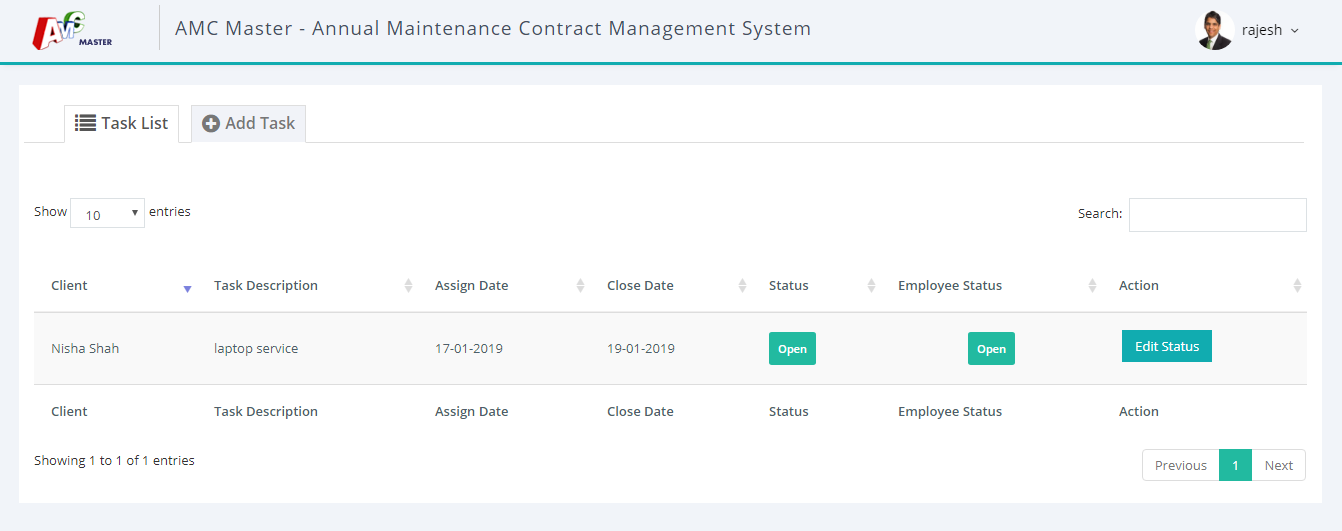 AMC MASTER AMC Master - Annual Maintenance Contract Management System rajesh
Task List Add Task
Show 10 entries Search:
Client Task Description Assign Date Close Date Status Employee Status Action
Nisha Shah laptop service 17-01-2019 19-01-2019 Open Open Edit Status
Client Task Description Assign Date Close Date Status Employee Status Action
Showing 1 to 1 of 1 entries Previous 1 Next